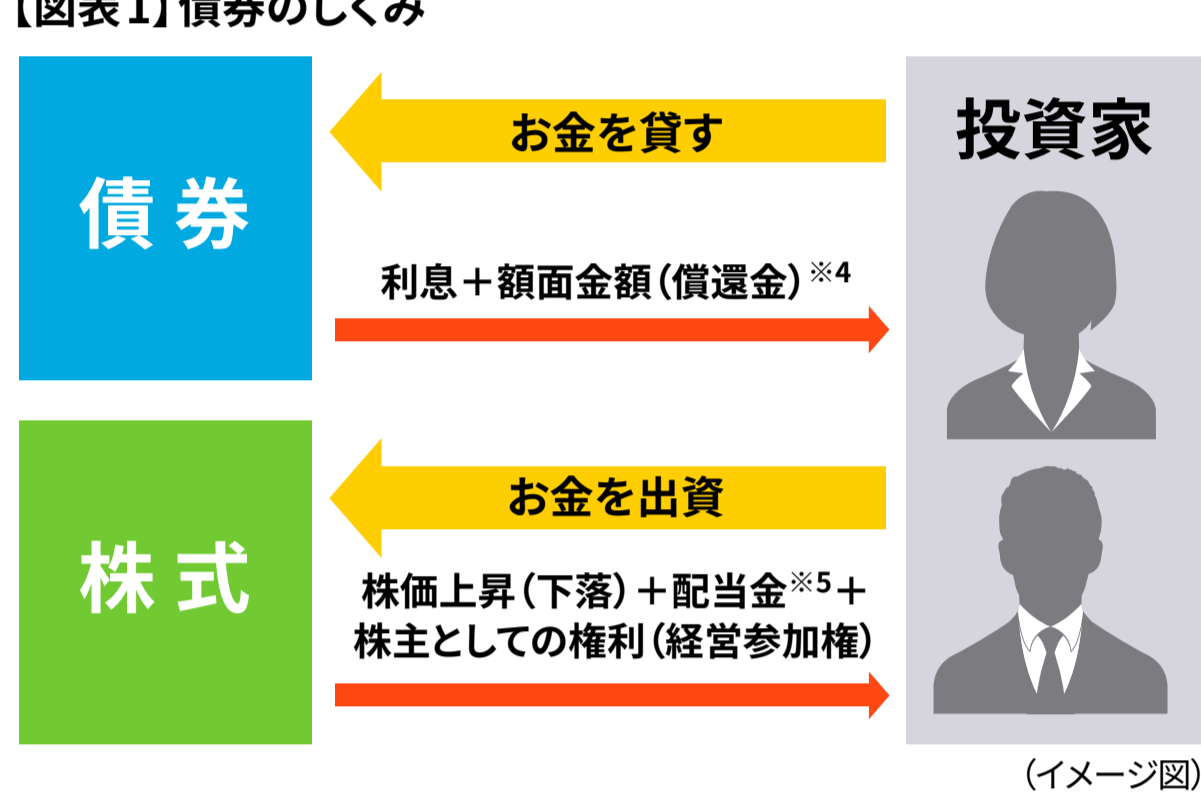 【図表1】債券のしくみ
債券
お金を貸す
利息＋額面金額（償還金）※4
投資家
株式
お金を出資
株価上昇（下落）＋配当金※5＋
株主としての権利（経営参加権）
（イメージ図）